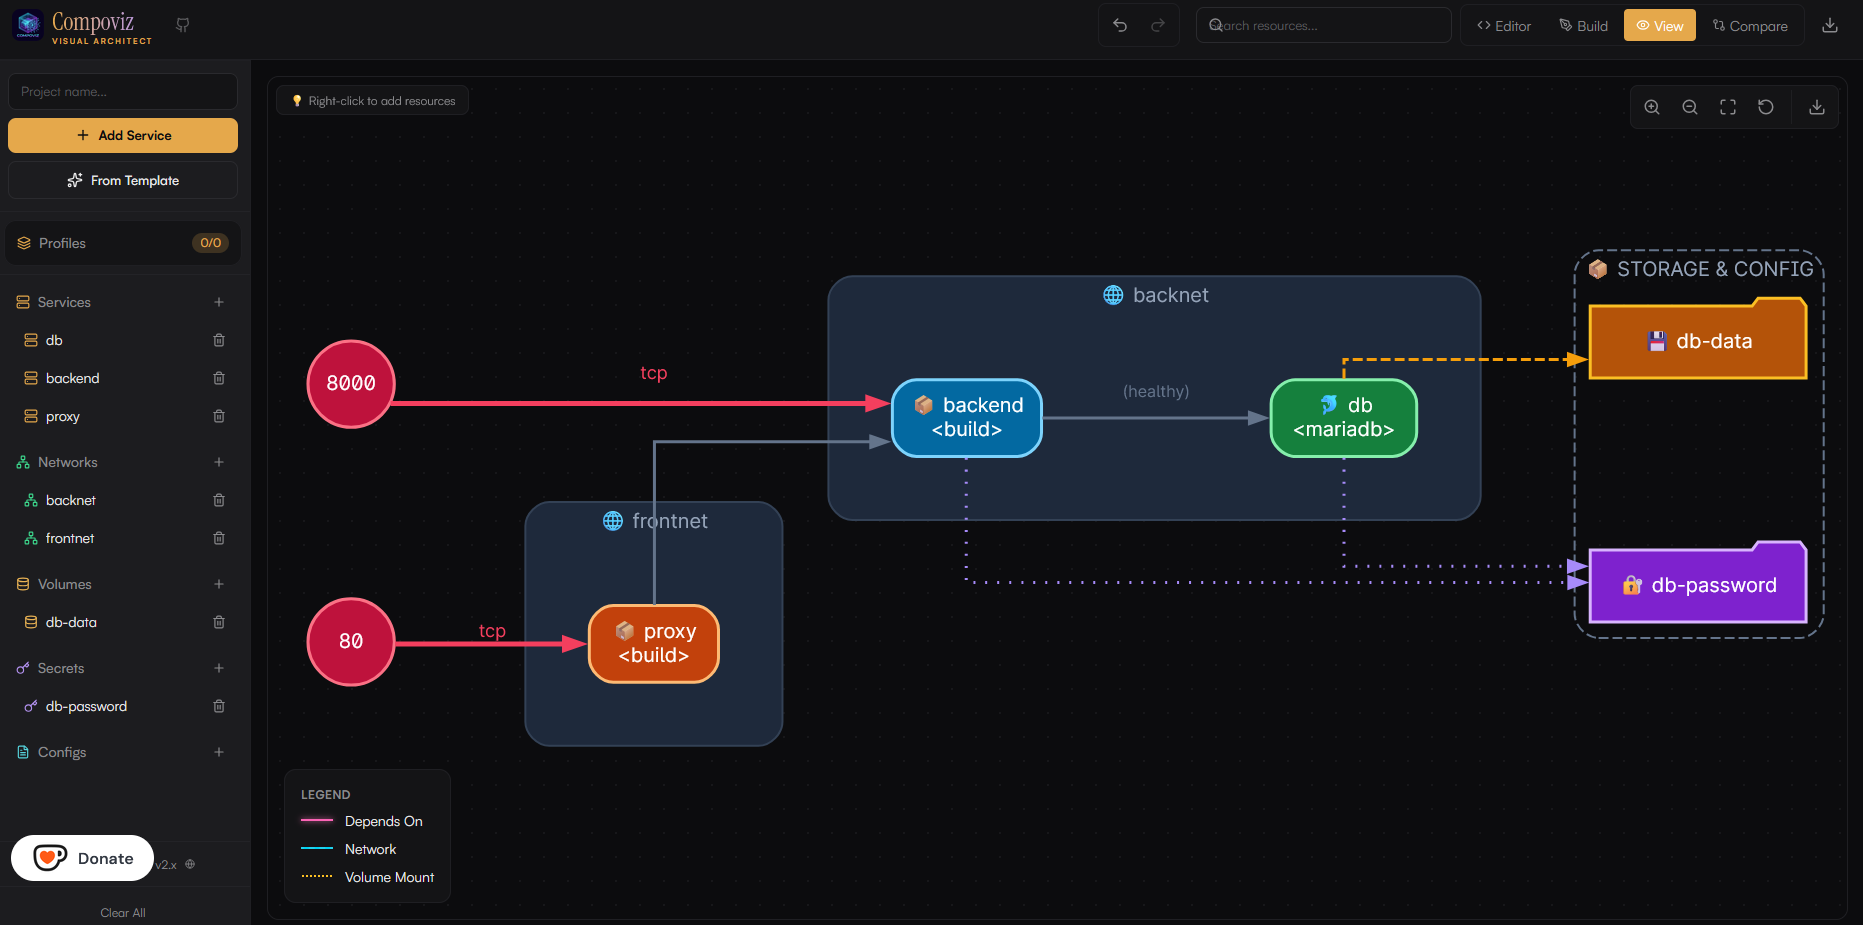 Compoviz
VISUAL ARCHITECT
COMPOVIZ
Search resources...
Editor
Build
View
Compare
Project name...
Add Service
From Template
Profiles
0/0
Services
db
backend
proxy
Networks
backnet
frontnet
Volumes
db-data
Secrets
db-password
Configs
Donate
v2.x
Clear All
Right-click to add resources
8000
tcp
backnet
backend
<build>
(healthy)
db
<mariadb>
STORAGE & CONFIG
db-data
db-password
frontnet
80
tcp
proxy
<build>
LEGEND
Depends On
Network
Volume Mount